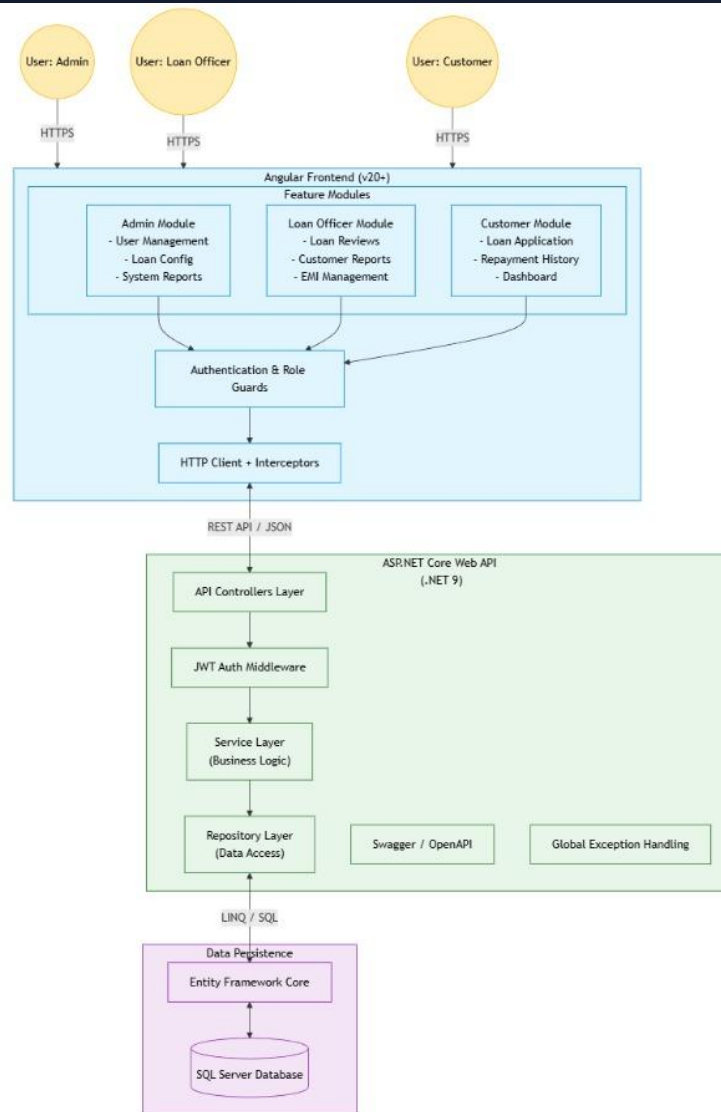 User: Admin
User: Loan Officer
User: Customer
HTTPS
HTTPS
HTTPS
Angular Frontend (v20+)
Feature Modules
Admin Module
- User Management
- Loan Config
- System Reports
Loan Officer Module
- Loan Reviews
- Customer Reports
- EMI Management
Customer Module
- Loan Application
- Repayment History
- Dashboard
Authentication & Role
Guards
HTTP Client + Interceptors
REST API / JSON
ASP.NET Core Web API
(.NET 9)
API Controllers Layer
JWT Auth Middleware
Service Layer
(Business Logic)
Repository Layer
(Data Access)
Swagger / OpenAPI
Global Exception Handling
LINQ / SQL
Data Persistence
Entity Framework Core
SQL Server Database